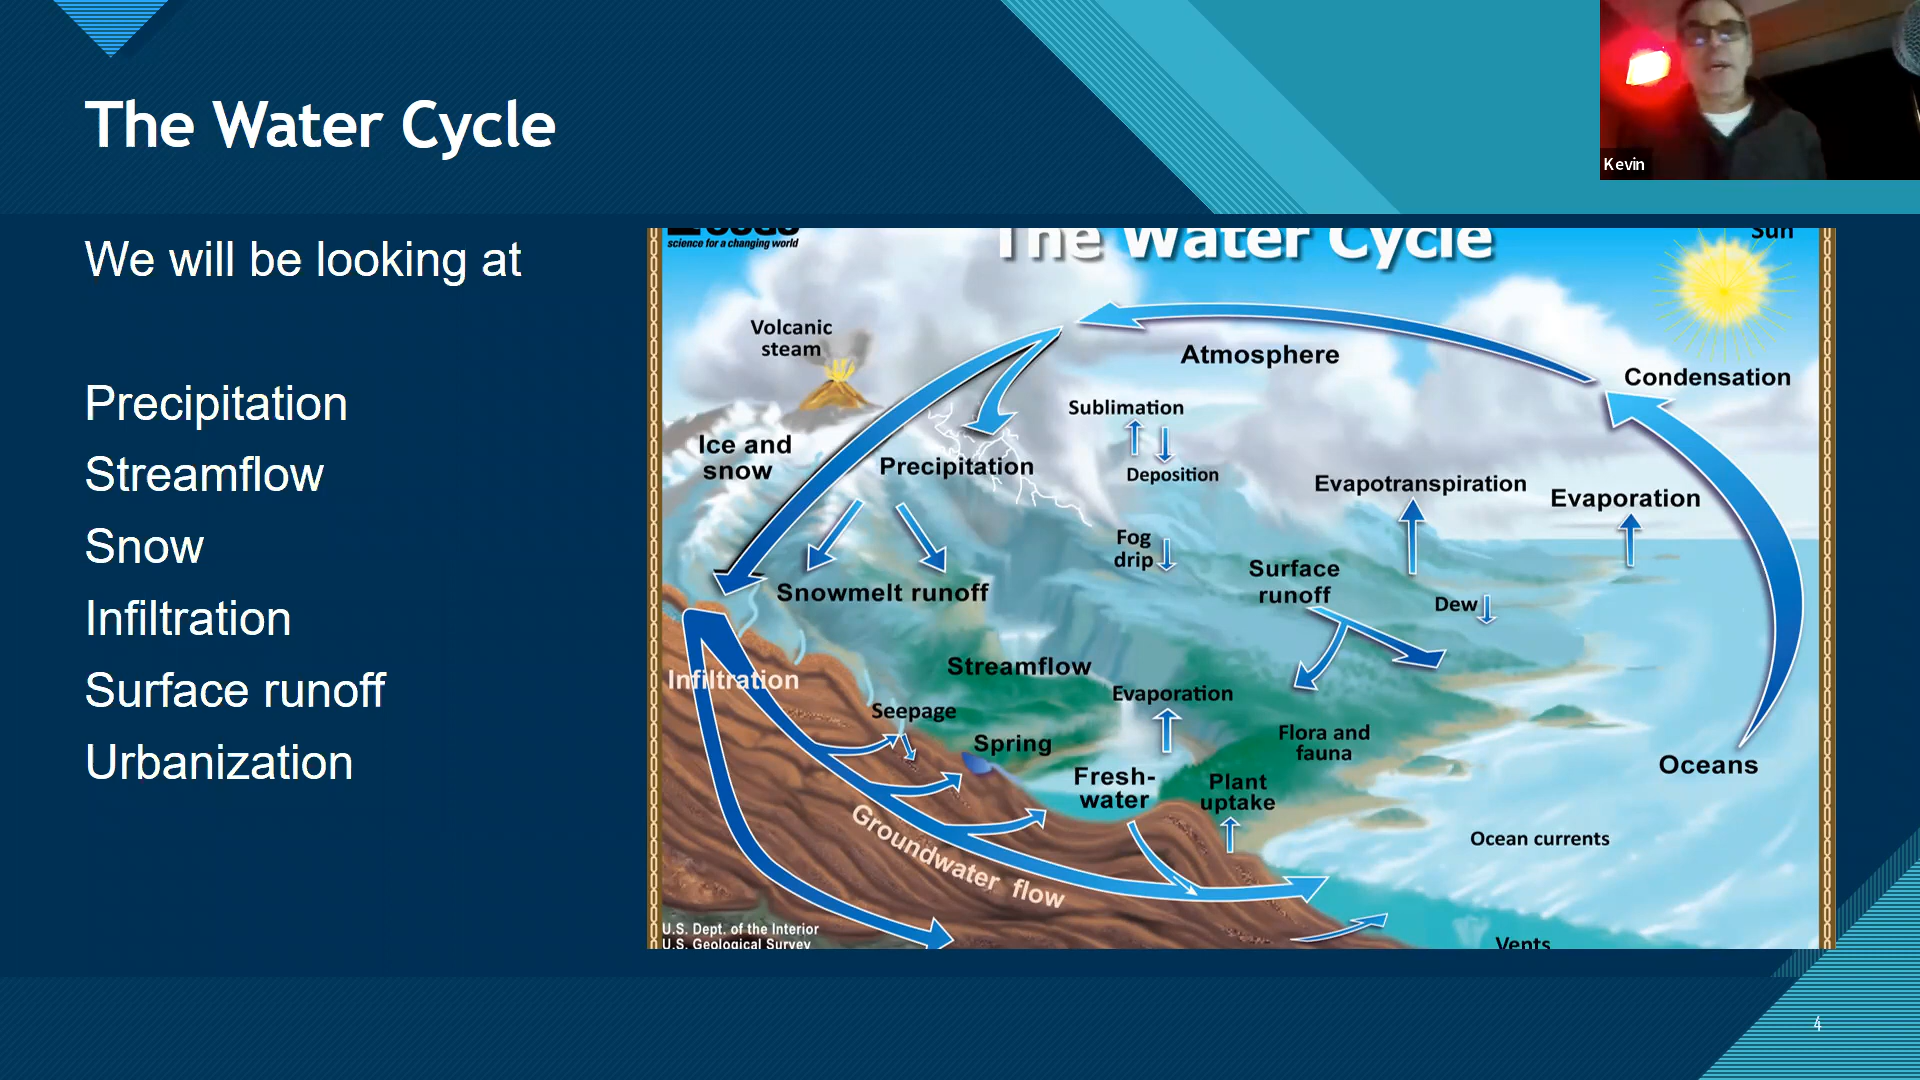 The Water Cycle
Kevin
We will be looking at
Precipitation
Streamflow
Snow
Infiltration
Surface runoff
Urbanization
science for a changing world
The Water Cycle
Sun
Volcanic
steam
Atmosphere
Condensation
Sublimation
Ice and
snow
Precipitation
Deposition
Evapotranspiration
Evaporation
Fog
drip
Surface
runoff
Snowmelt runoff
Dew
Streamflow
Infiltration
Evaporation
Seepage
Spring
Flora and
fauna
Fresh-
water
Plant
uptake
Oceans
Groundwater flow
Ocean currents
U.S. Dept. of the Interior
U.S. Geological Survey
Vents
4